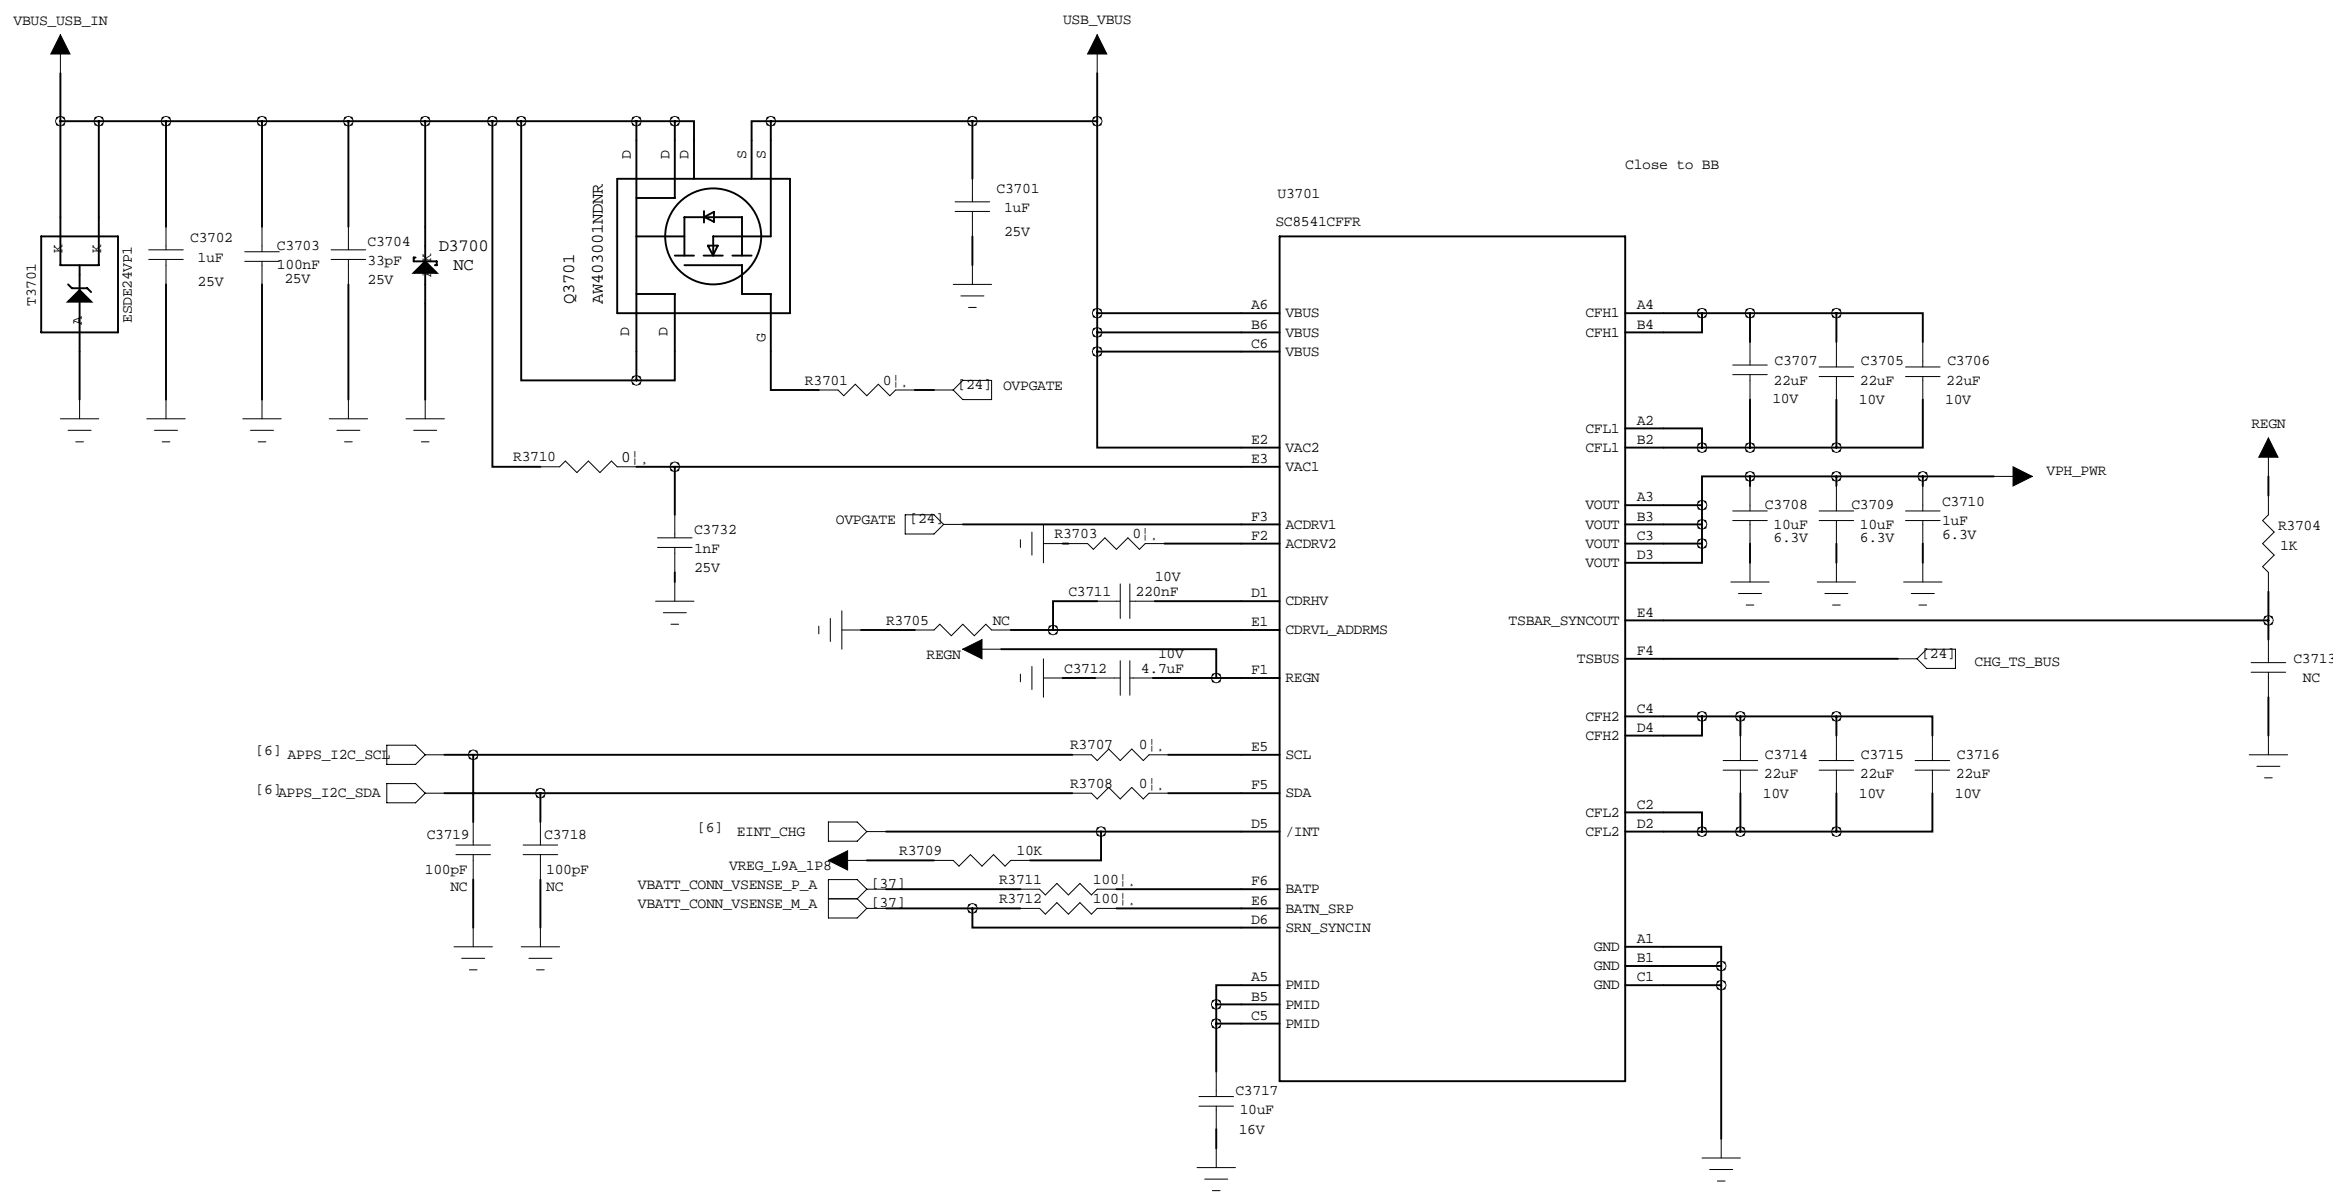 VBUS_USB_IN
USB_VBUS
Close to BB
T3701
ESDE24VP1
K
K
A
C3702
1uF
25V
C3703
100nF
25V
C3704
33pF
25V
D3700
NC
Q3701
AW403001NDNR
D
D
D
S
S
D
D
G
C3701
1uF
25V
R3701
0¦.
[24]
OVPGATE
R3710
0¦.
C3732
1nF
25V
OVPGATE
[24]
R3703
0¦.
10V
C3711
220nF
R3705
NC
REGN
10V
C3712
4.7uF
[6]
APPS_I2C_SCL
R3707
0¦.
[6]
APPS_I2C_SDA
R3708
0¦.
C3719
100pF
NC
C3718
100pF
NC
[6]
EINT_CHG
R3709
10K
VREG_L9A_1P8
VBATT_CONN_VSENSE_P_A
[37]
R3711
100¦.
VBATT_CONN_VSENSE_M_A
[37]
R3712
100¦.
C3717
10uF
16V
U3701
SC8541CFFR
A6
VBUS
B6
VBUS
C6
VBUS
E2
VAC2
E3
VAC1
F3
ACDRV1
F2
ACDRV2
D1
CDRHV
E1
CDRVL_ADDRMS
F1
REGN
E5
SCL
F5
SDA
D5
/INT
F6
BATP
E6
BATN_SRP
D6
SRN_SYNCIN
A5
PMID
B5
PMID
C5
PMID
CFH1
A4
CFH1
B4
CFL1
A2
CFL1
B2
VOUT
A3
VOUT
B3
VOUT
C3
VOUT
D3
TSBAR_SYNCOUT
E4
TSBUS
F4
CFH2
C4
CFH2
D4
CFL2
C2
CFL2
D2
GND
A1
GND
B1
GND
C1
C3707
22uF
10V
C3705
22uF
10V
C3706
22uF
10V
VPH_PWR
C3708
10uF
6.3V
C3709
10uF
6.3V
C3710
1uF
6.3V
[24]
CHG_TS_BUS
C3714
22uF
10V
C3715
22uF
10V
C3716
22uF
10V
REGN
R3704
1K
C3713
NC